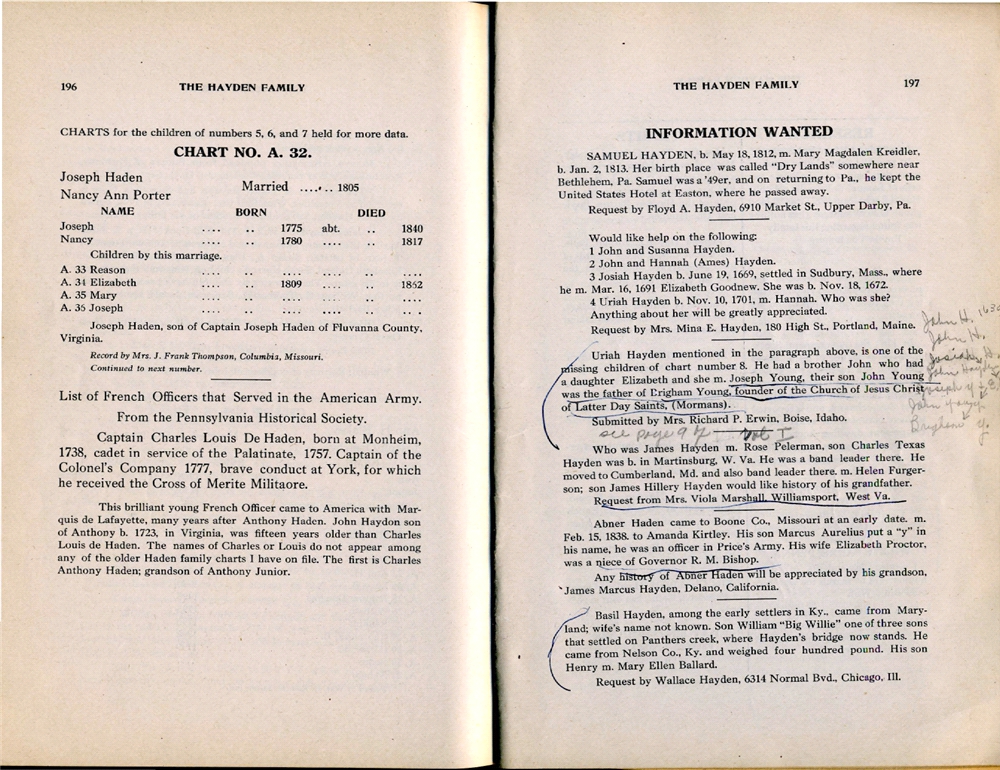 196 THE HAYDEN FAMILY
CHARTS for the children of numbers 5, 6, and 7 held for more data.
CHART NO. A. 32.
Joseph Haden
Nancy Ann Porter
Married ...... 1805
NAME BORN DIED
Joseph .... .. 1775 abt. .. 1840
Nancy .... .. 1780 .... .. 1817
Children by this marriage.
A. 33 Reason .... .. .... .... .. ....
A. 34 Elizabeth .... .. 1809 .... .. 1862
A. 35 Mary .... .. .... .... .. ....
A. 36 Joseph .... .. .... .... .. ....
Joseph Haden, son of Captain Joseph Haden of Fluvanna County,
Virginia.
Record by Mrs. J. Frank Thompson, Columbia, Missouri.
Continued to next number.
List of French Officers that Served in the American Army.
From the Pennsylvania Historical Society.
Captain Charles Louis De Haden, born at Monheim,
1738, cadet in service of the Palatinate, 1757. Captain of the
Colonel's Company 1777, brave conduct at York, for which
he received the Cross of Merite Militaore.
This brilliant young French Officer came to America with Mar-
quis de Lafayette, many years after Anthony Haden. John Haydon son
of Anthony b. 1723, in Virginia, was fifteen years older than Charles
Louis de Haden. The names of Charles or Louis do not appear among
any of the older Haden family charts I have on file. The first is Charles
Anthony Haden; grandson of Anthony Junior.
THE HAYDEN FAMILY 197
INFORMATION WANTED
SAMUEL HAYDEN, b. May 18, 1812, m. Mary Magdalen Kreidler,
b. Jan. 2, 1813. Her birth place was called "Dry Lands" somewhere near
Bethlehem, Pa. Samuel was a '49er, and on returning to Pa., he kept the
United States Hotel at Easton, where he passed away.
Request by Floyd A. Hayden, 6910 Market St., Upper Darby, Pa.
Would like help on the following:
1 John and Susanna Hayden.
2 John and Hannah (Ames) Hayden.
3 Josiah Hayden b. June 19, 1669, settled in Sudbury, Mass., where
he m. Mar. 16, 1691 Elizabeth Goodnew. She was b. Nov. 18, 1672.
4 Uriah Hayden b. Nov. 10, 1701, m. Hannah. Who was she?
Anything about her will be greatly appreciated.
Request by Mrs. Mina E. Hayden, 180 High St., Portland, Maine.
Uriah Hayden mentioned in the paragraph above, is one of the
missing children of chart number 8. He had a brother John who had
a daughter Elizabeth and she m. Joseph Young, their son John Young
was the father of Brigham Young, founder of the Church of Jesus Christ
of Latter Day Saints, (Mormans).
Submitted by Mrs. Richard P. Erwin, Boise, Idaho.
see page 97 Vol I
John H. 1630
John H.
Josiah H.
John Hayden
Joseph Y
John Young
Brigham Y.
Who was James Hayden m. Rose Pelerman, son Charles Texas
Hayden was b. in Martinsburg, W. Va. He was a band leader there. He
moved to Cumberland, Md. and also band leader there. m. Helen Furger-
son; son James Hillery Hayden would like history of his grandfather.
Request from Mrs. Viola Marshall, Williamsport, West Va.
Abner Haden came to Boone Co., Missouri at an early date. m.
Feb. 15, 1838. to Amanda Kirtley. His son Marcus Aurelius put a "y" in
his name, he was an officer in Price's Army. His wife Elizabeth Proctor,
was a niece of Governor R. M. Bishop.
Any history of Abner Haden will be appreciated by his grandson,
James Marcus Hayden, Delano, California.
Basil Hayden, among the early settlers in Ky., came from Mary-
land; wife's name not known. Son William "Big Willie" one of three sons
that settled on Panthers creek, where Hayden's bridge now stands. He
came from Nelson Co., Ky. and weighed four hundred pound. His son
Henry m. Mary Ellen Ballard.
Request by Wallace Hayden, 6314 Normal Bvd., Chicago, Ill.